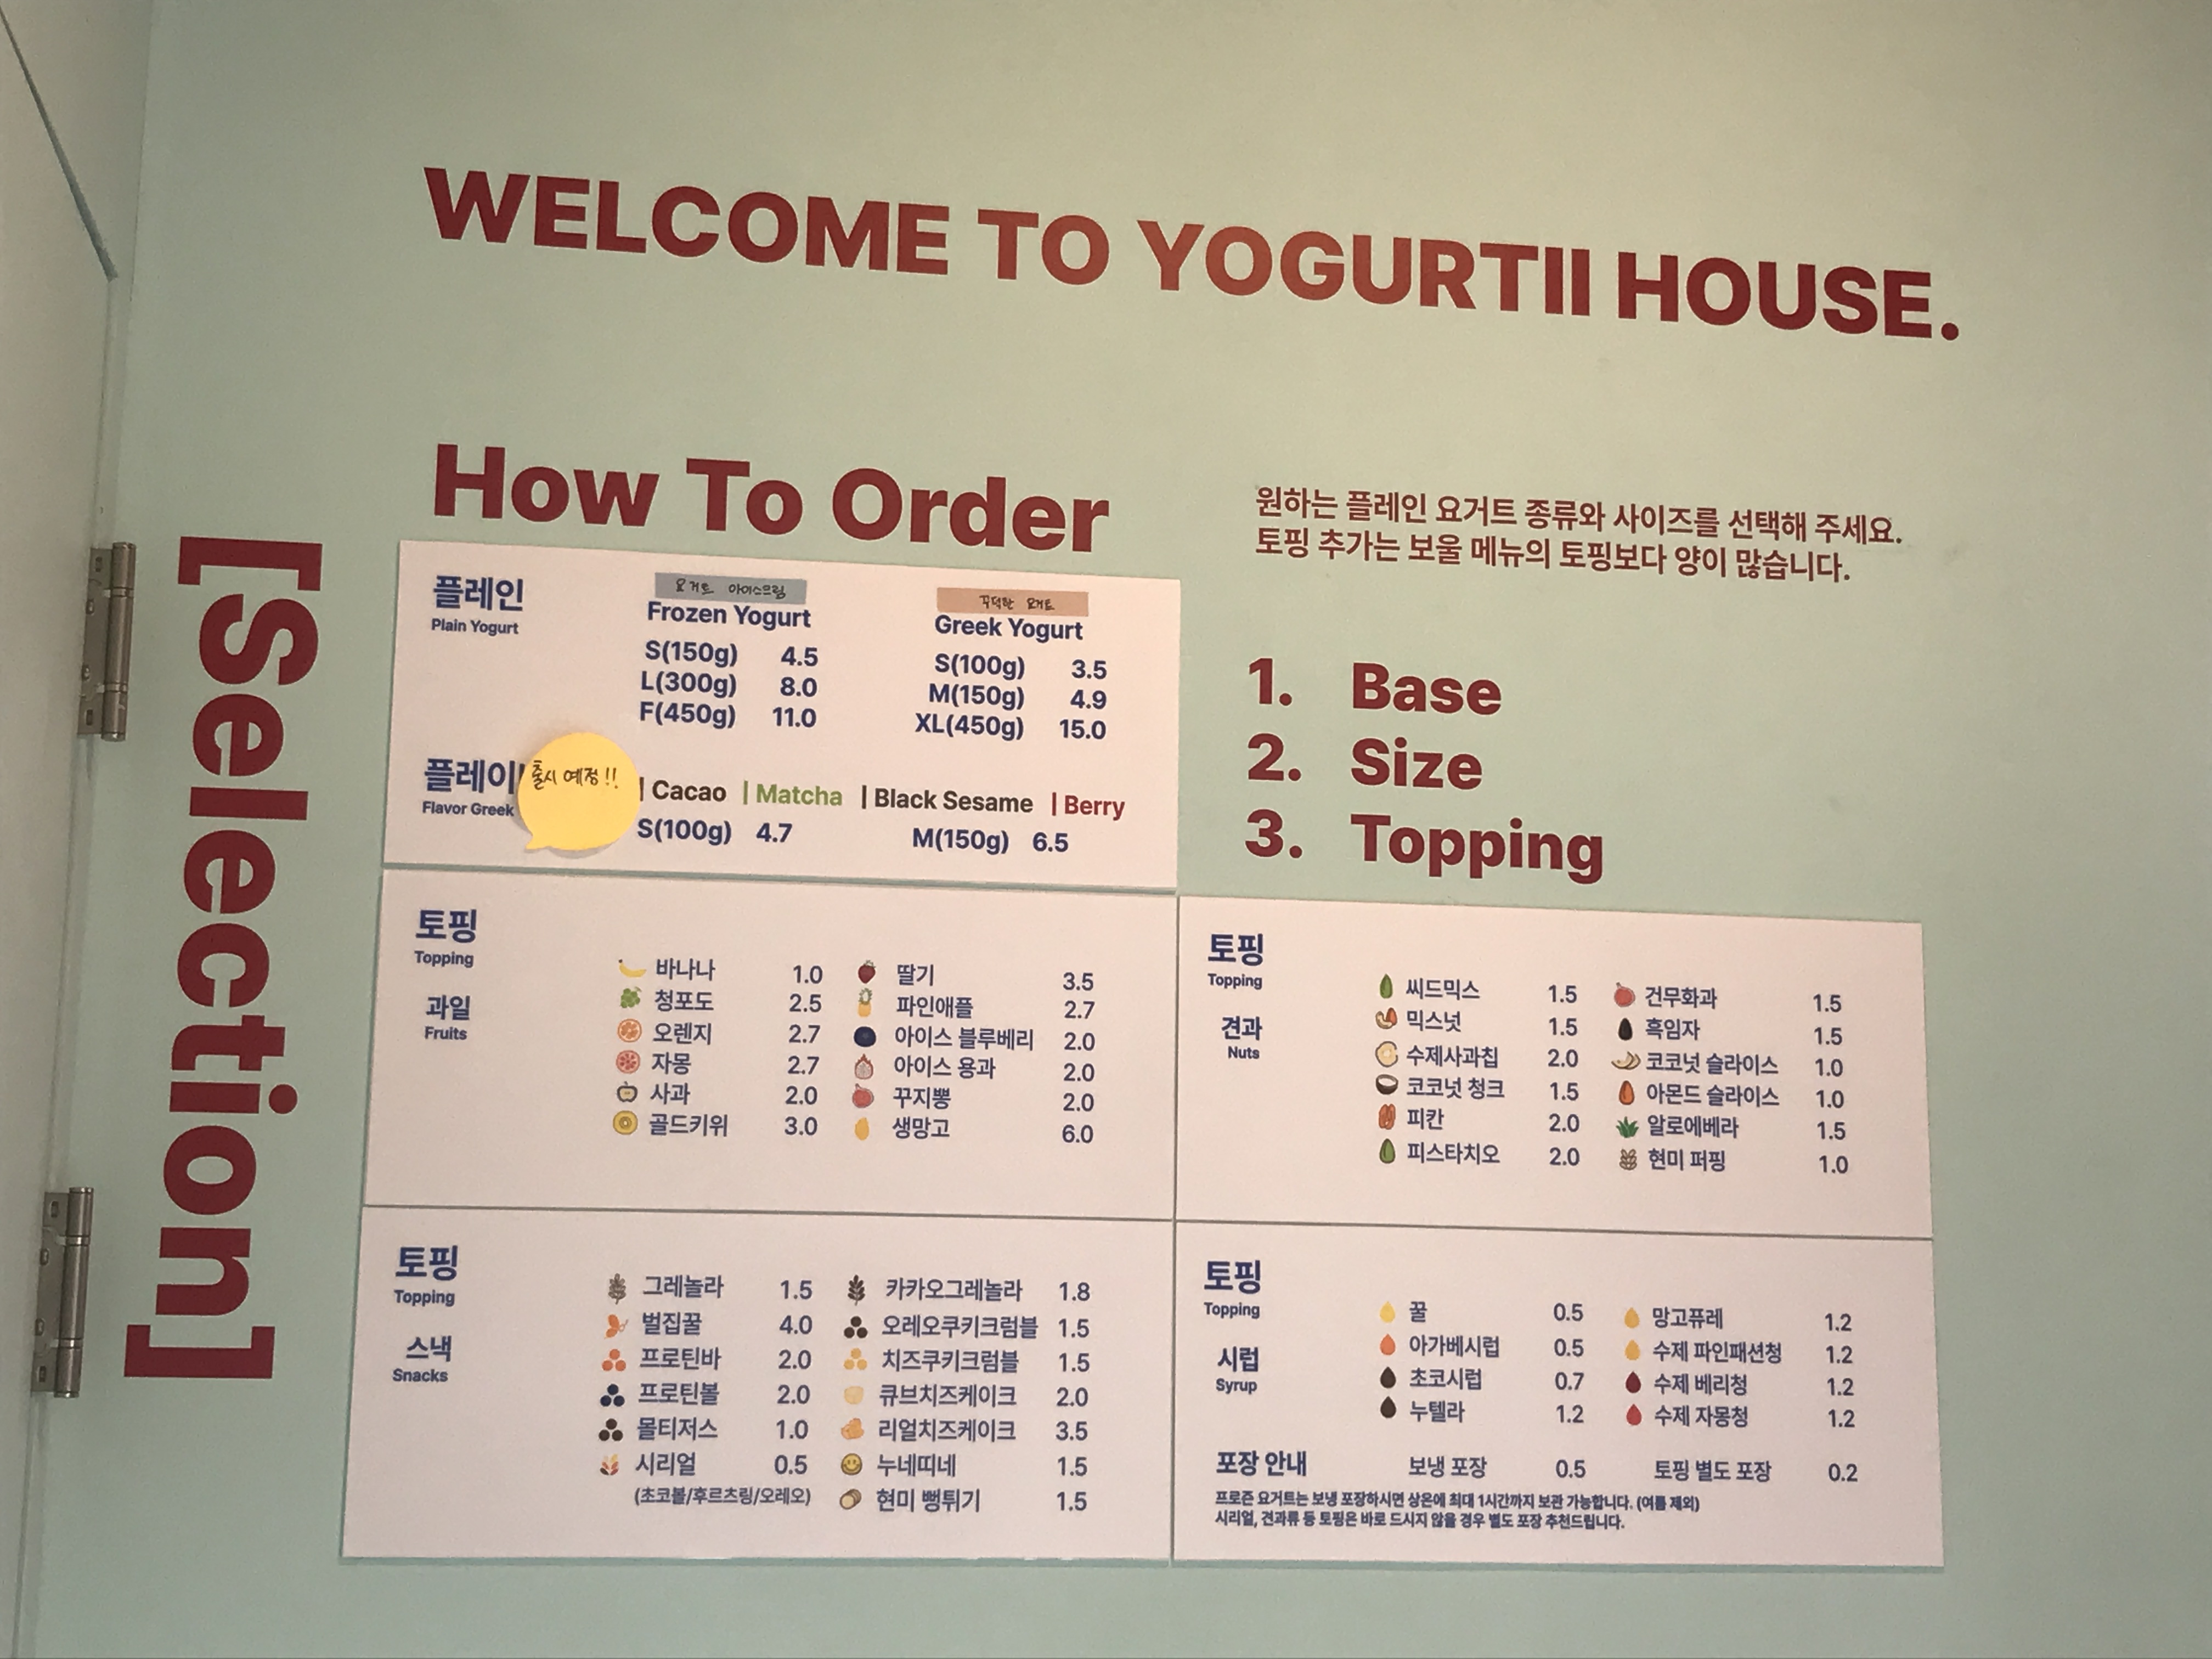 WELCOME TO YOGURTII HOUSE.
How To Order
[Selection]
원하는 플레인 요거트 종류와 사이즈를 선택해 주세요.
토핑 추가는 보울 메뉴의 토핑보다 양이 많습니다.
1. Base
2. Size
3. Topping
플레인
Plain Yogurt
요거트 아이스크림
Frozen Yogurt
S(150g) 4.5
L(300g) 8.0
F(450g) 11.0
꾸덕한 요거트
Greek Yogurt
S(100g) 3.5
M(150g) 4.9
XL(450g) 15.0
플레이
Flavor Greek
출시 예정!!
| Cacao | Matcha | Black Sesame | Berry
S(100g) 4.7 M(150g) 6.5
토핑
Topping
과일
Fruits
바나나 1.0 딸기 3.5
청포도 2.5 파인애플 2.7
오렌지 2.7 아이스 블루베리 2.0
자몽 2.7 아이스 용과 2.0
사과 2.0 꾸지뽕 2.0
골드키위 3.0 생망고 6.0
토핑
Topping
견과
Nuts
씨드믹스 1.5 건무화과 1.5
믹스넛 1.5 흑임자 1.5
수제사과칩 2.0 코코넛 슬라이스 1.0
코코넛 청크 1.5 아몬드 슬라이스 1.0
피칸 2.0 알로에베라 1.5
피스타치오 2.0 현미 퍼핑 1.0
토핑
Topping
스낵
Snacks
그레놀라 1.5 카카오그레놀라 1.8
벌집꿀 4.0 오레오쿠키크럼블 1.5
프로틴바 2.0 치즈쿠키크럼블 1.5
프로틴볼 2.0 큐브치즈케이크 2.0
몰티저스 1.0 리얼치즈케이크 3.5
시리얼 0.5 누네띠네 1.5
(초코볼/후르츠링/오레오) 현미 뻥튀기 1.5
토핑
Topping
시럽
Syrup
꿀 0.5 망고퓨레 1.2
아가베시럽 0.5 수제 파인패션청 1.2
초코시럽 0.7 수제 베리청 1.2
누텔라 1.2 수제 자몽청 1.2
포장 안내 보냉 포장 0.5 토핑 별도 포장 0.2
프로즌 요거트는 보냉 포장하시면 상온에 최대 1시간까지 보관 가능합니다. (여름 제외)
시리얼, 견과류 등 토핑은 바로 드시지 않을 경우 별도 포장 추천드립니다.